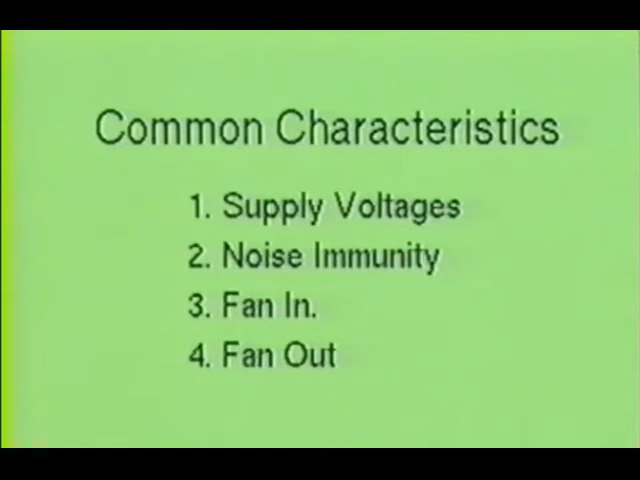 Common Characteristics
1. Supply Voltages
2. Noise Immunity
3. Fan In.
4. Fan Out